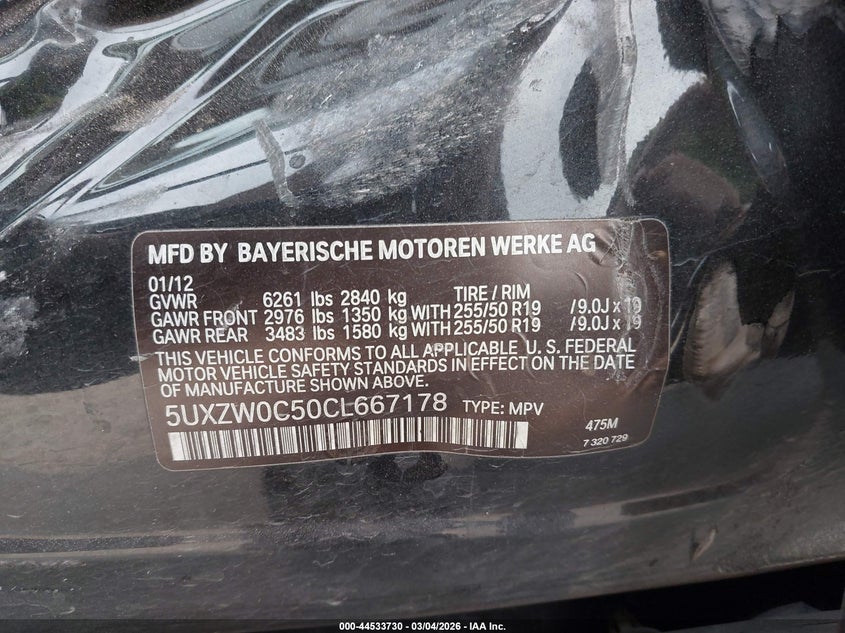 MFD BY BAYERISCHE MOTOREN WERKE AG
01/12 TIRE / RIM
GVWR 6261 lbs 2840 kg
GAWR FRONT 2976 lbs 1350 kg WITH 255/50 R19 /9.0J x 19
GAWR REAR 3483 lbs 1580 kg WITH 255/50 R19 /9.0J x 19
THIS VEHICLE CONFORMS TO ALL APPLICABLE U. S. FEDERAL
MOTOR VEHICLE SAFETY STANDARDS IN EFFECT ON THE DATE
OF MANUFACTURE SHOWN ABOVE.
5UXZW0C50CL667178 TYPE: MPV
475M
7 320 729
000-44533730 - 03/04/2026 - IAA Inc.